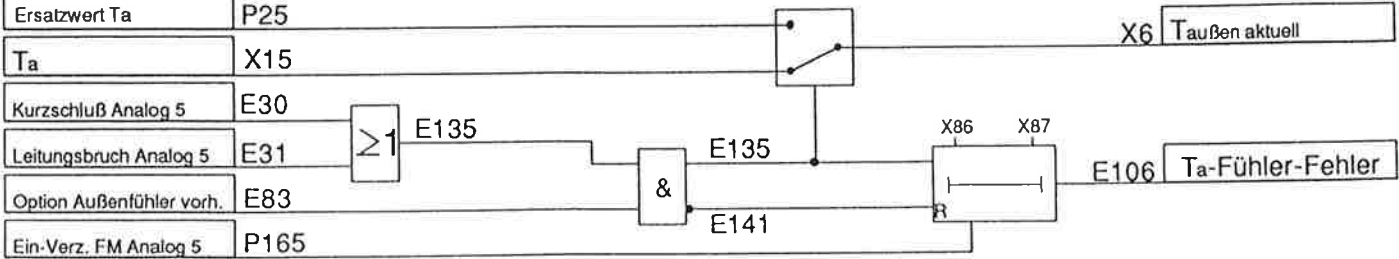 Ersatzwert Ta P25
X6 Taußen aktuell
Ta X15
Kurzschluß Analog 5 E30
≥1 E135
X86 X87
Leitungsbruch Analog 5 E31
E135
E106 Ta-Fühler-Fehler
&
Option Außenfühler vorh. E83
R
E141
Ein-Verz. FM Analog 5 P165